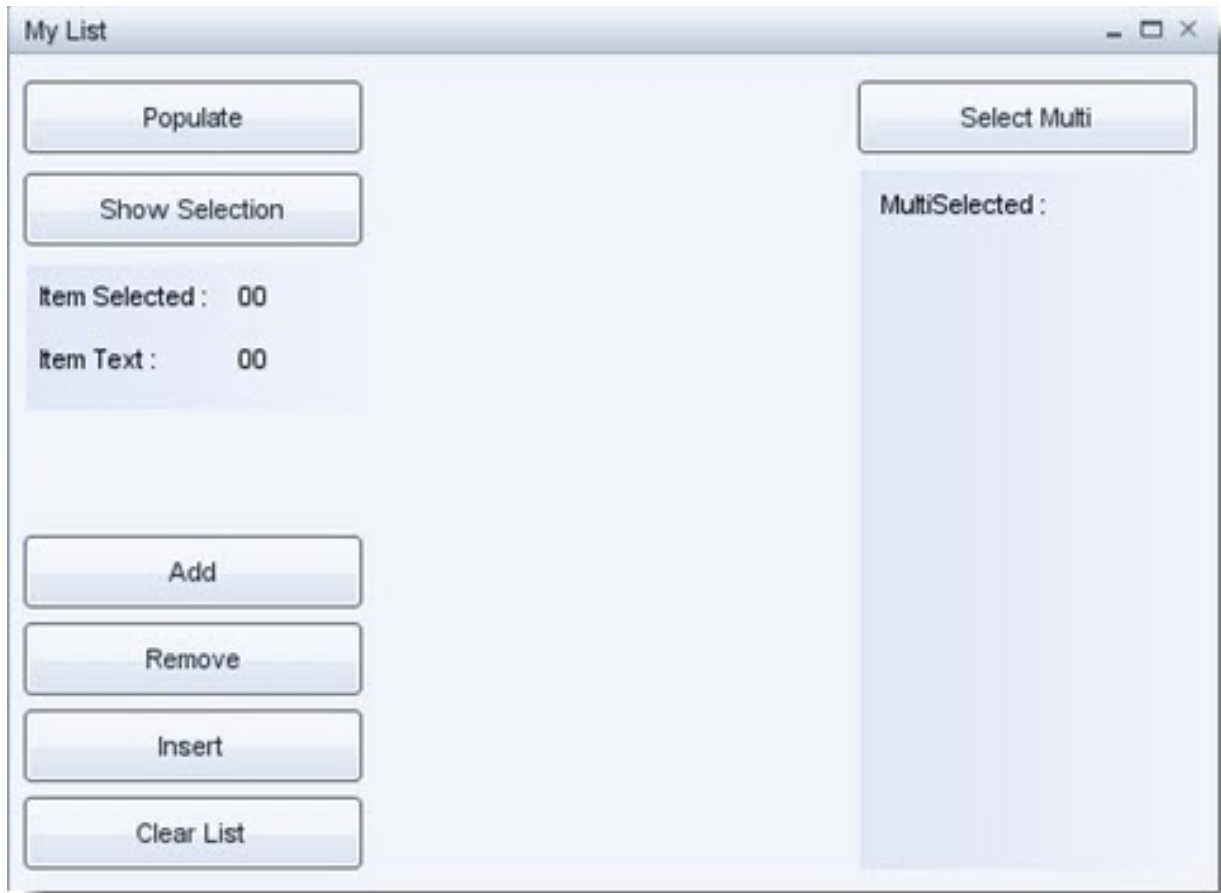 My List
Populate
Select Multi
Show Selection
MultiSelected :
Item Selected : 00
Item Text : 00
Add
Remove
Insert
Clear List